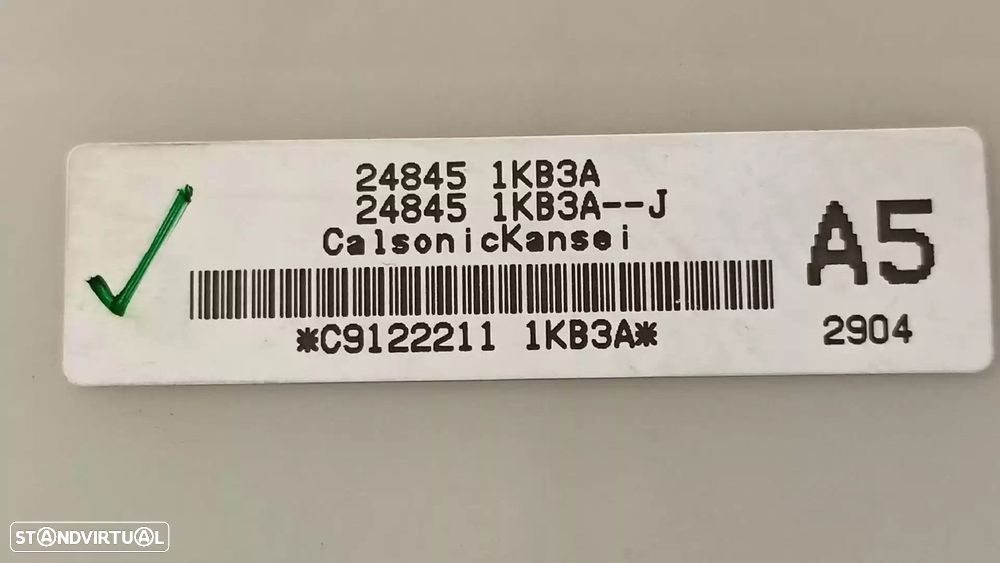 24845 1KB3A
24845 1KB3A--J
CalsonicKansei
*C9122211 1KB3A*
A5
2904
STANDVIRTUAL